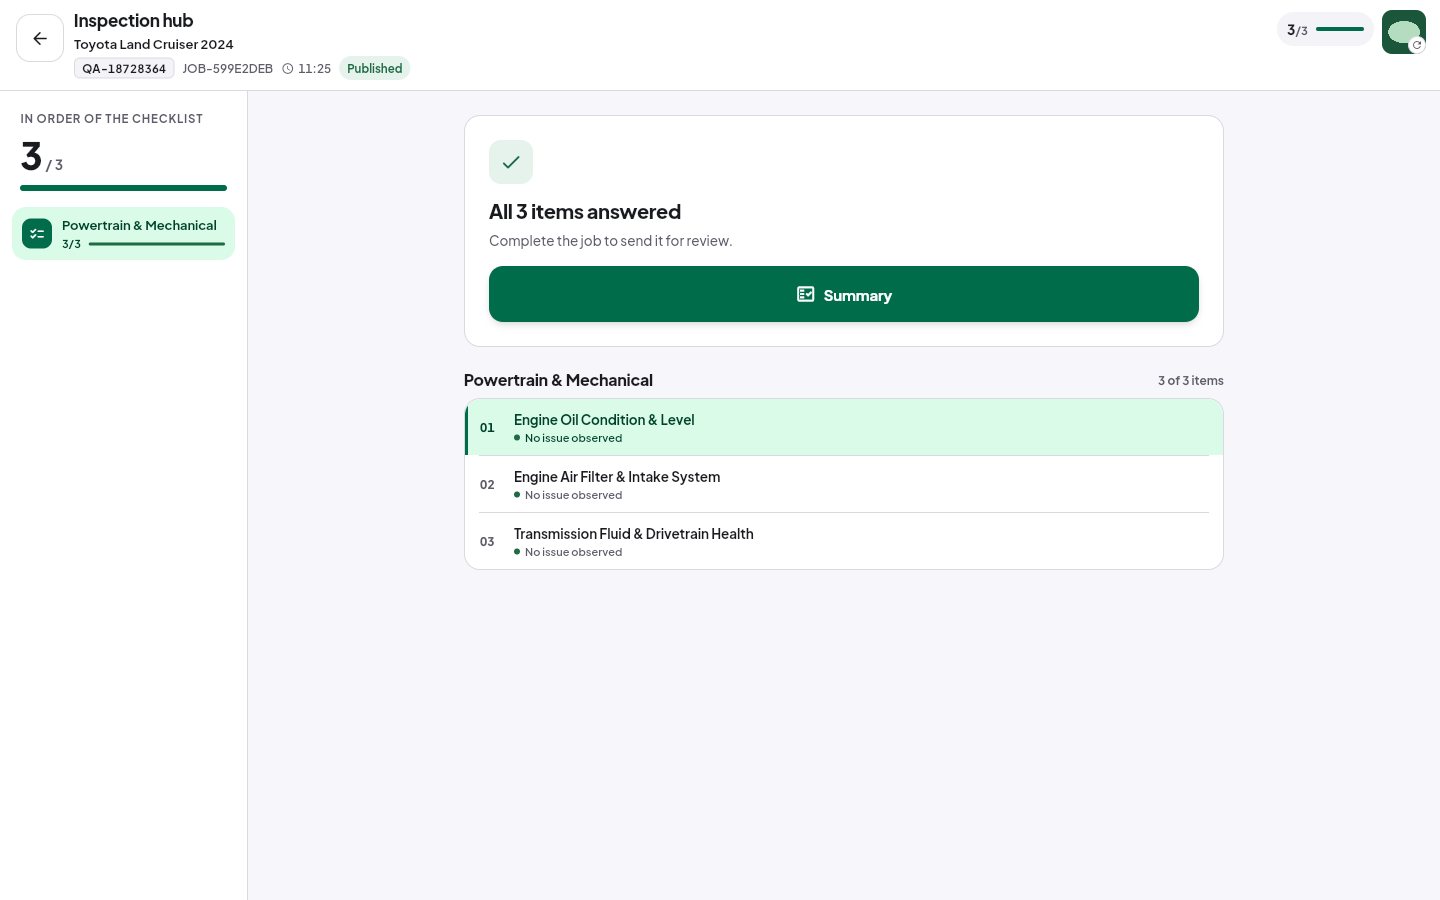 Inspection hub
Toyota Land Cruiser 2024
QA-18728364 JOB-599E2DEB 11:25 Published
3/3
IN ORDER OF THE CHECKLIST
3 / 3
Powertrain & Mechanical
3/3
All 3 items answered
Complete the job to send it for review.
Summary
Powertrain & Mechanical 3 of 3 items
01 Engine Oil Condition & Level
No issue observed
02 Engine Air Filter & Intake System
No issue observed
03 Transmission Fluid & Drivetrain Health
No issue observed